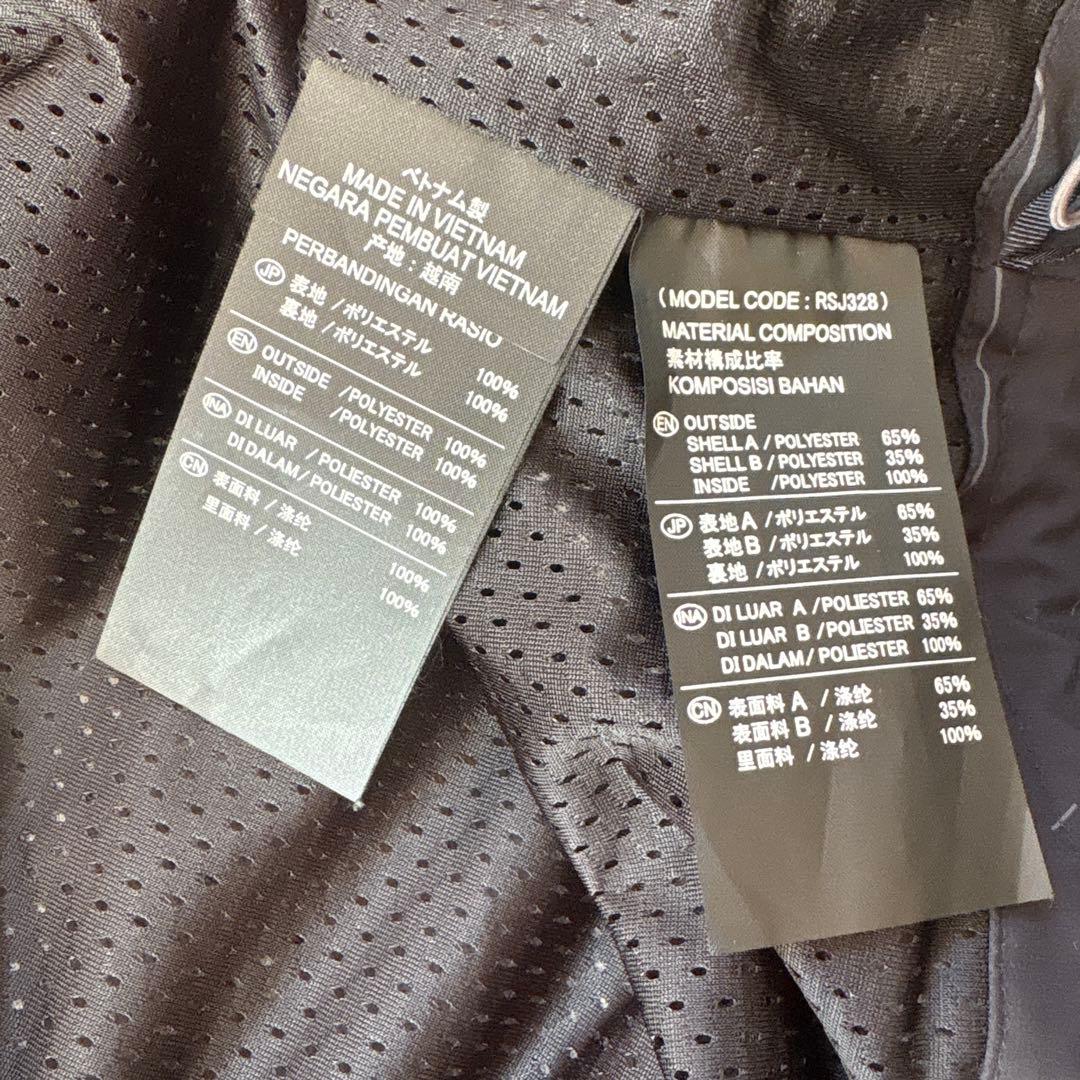 ベトナム製
MADE IN VIETNAM
NEGARA PEMBUAT VIETNAM
产地：越南
PERBANDINGAN RASIO
JP 表地 /ポリエステル 100%
裏地 /ポリエステル 100%
EN OUTSIDE /POLYESTER 100%
INSIDE /POLYESTER 100%
INA DI LUAR /POLIESTER 100%
DI DALAM /POLIESTER 100%
CN 表面料 /涤纶 100%
里面料 /涤纶 100%
(MODEL CODE : RSJ328)
MATERIAL COMPOSITION
素材構成比率
KOMPOSISI BAHAN
EN OUTSIDE
SHELL A / POLYESTER 65%
SHELL B / POLYESTER 35%
INSIDE / POLYESTER 100%
JP 表地A /ポリエステル 65%
表地B /ポリエステル 35%
裏地 /ポリエステル 100%
INA DI LUAR A /POLIESTER 65%
DI LUAR B /POLIESTER 35%
DI DALAM/ POLIESTER 100%
CN 表面料 A / 涤纶 65%
表面料 B / 涤纶 35%
里面料 / 涤纶 100%